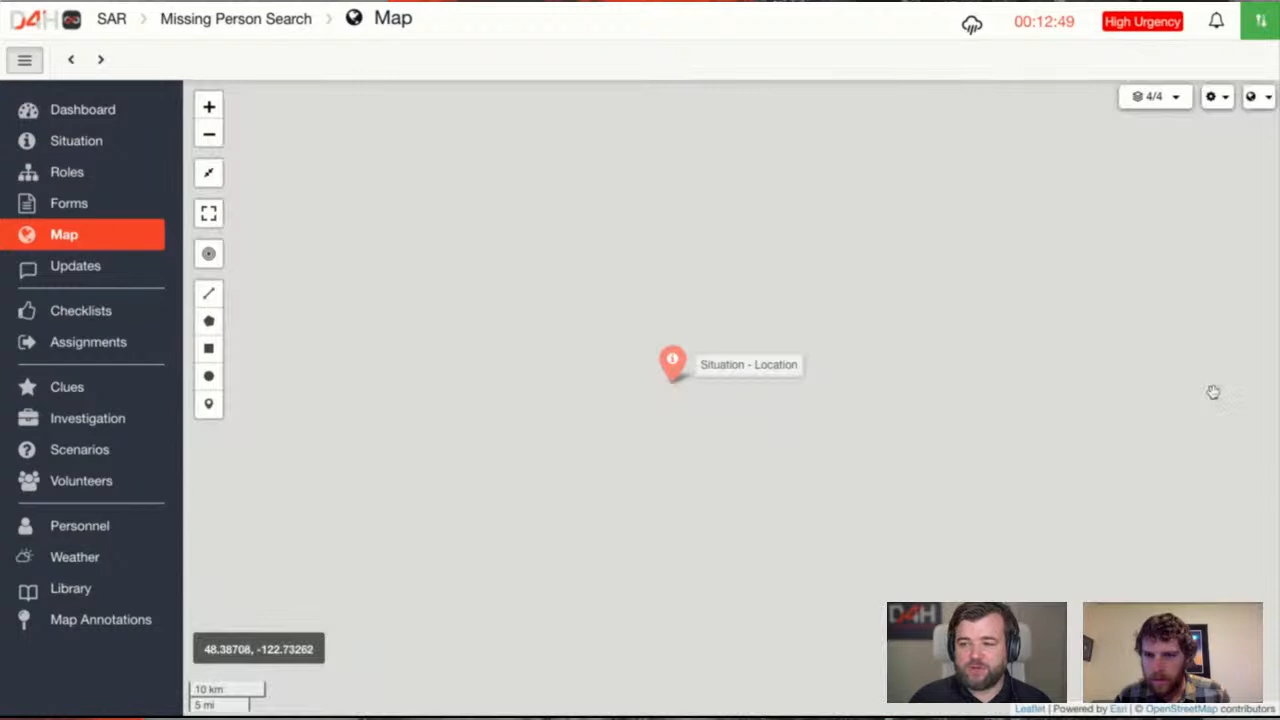 D4H SAR Missing Person Search Map 00:12:49 High Urgency
Dashboard
Situation
Roles
Forms
Map
Updates
Checklists
Assignments
Clues
Investigation
Scenarios
Volunteers
Personnel
Weather
Library
Map Annotations
4/4
Situation - Location
48.38708, -122.73262
10 km
5 mi
D4H
Leaflet | Powered by Esri | © OpenStreetMap contributors